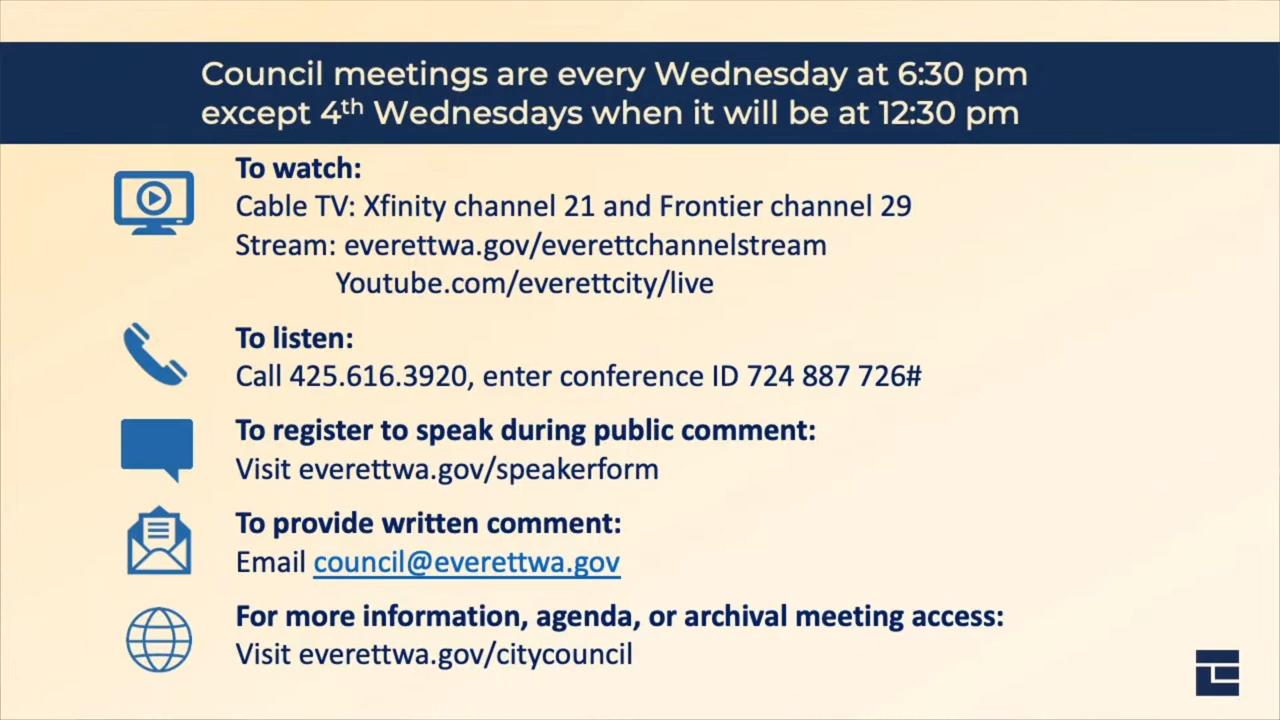 Council meetings are every Wednesday at 6:30 pm
except 4th Wednesdays when it will be at 12:30 pm
To watch:
Cable TV: Xfinity channel 21 and Frontier channel 29
Stream: everettwa.gov/everettchannelstream
Youtube.com/everettcity/live
To listen:
Call 425.616.3920, enter conference ID 724 887 726#
To register to speak during public comment:
Visit everettwa.gov/speakerform
To provide written comment:
Email council@everettwa.gov
For more information, agenda, or archival meeting access:
Visit everettwa.gov/citycouncil